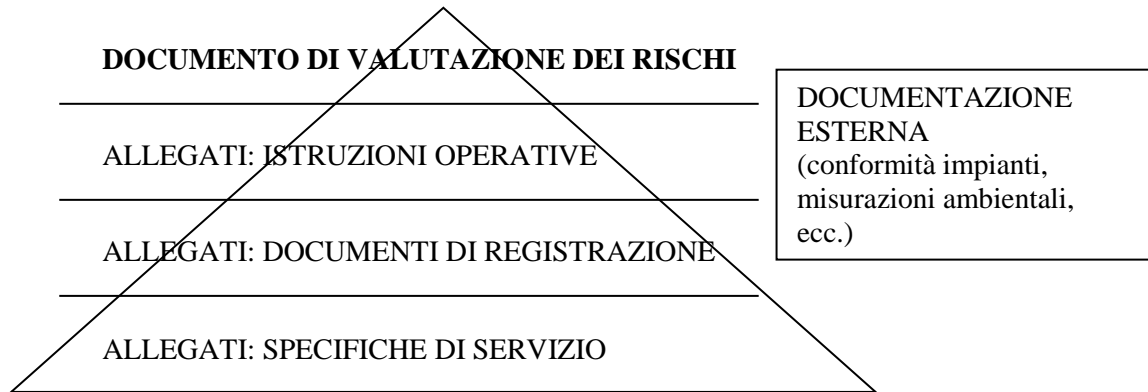 DOCUMENTO DI VALUTAZIONE DEI RISCHI
ALLEGATI: ISTRUZIONI OPERATIVE
ALLEGATI: DOCUMENTI DI REGISTRAZIONE
ALLEGATI: SPECIFICHE DI SERVIZIO
DOCUMENTAZIONE
ESTERNA
(conformità impianti,
misurazioni ambientali,
ecc.)